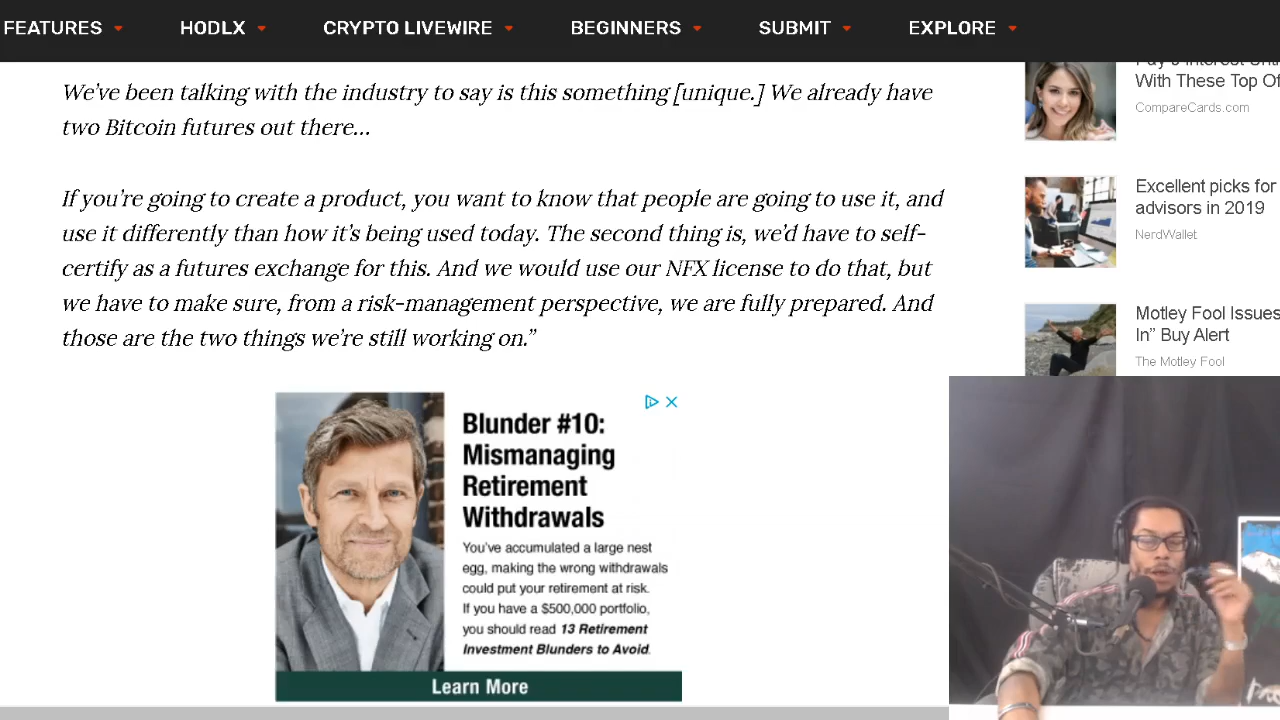 FEATURES HODLX CRYPTO LIVEWIRE BEGINNERS SUBMIT EXPLORE
We’ve been talking with the industry to say is this something [unique.] We already have
two Bitcoin futures out there…
If you’re going to create a product, you want to know that people are going to use it, and
use it differently than how it’s being used today. The second thing is, we’d have to self-
certify as a futures exchange for this. And we would use our NFX license to do that, but
we have to make sure, from a risk-management perspective, we are fully prepared. And
those are the two things we’re still working on.”
Blunder #10:
Mismanaging
Retirement
Withdrawals
You've accumulated a large nest
egg, making the wrong withdrawals
could put your retirement at risk.
If you have a $500,000 portfolio,
you should read 13 Retirement
Investment Blunders to Avoid.
Learn More
With These Top
CompareCards.com
Excellent picks for
advisors in 2019
NerdWallet
Motley Fool Issues
In” Buy Alert
The Motley Fool